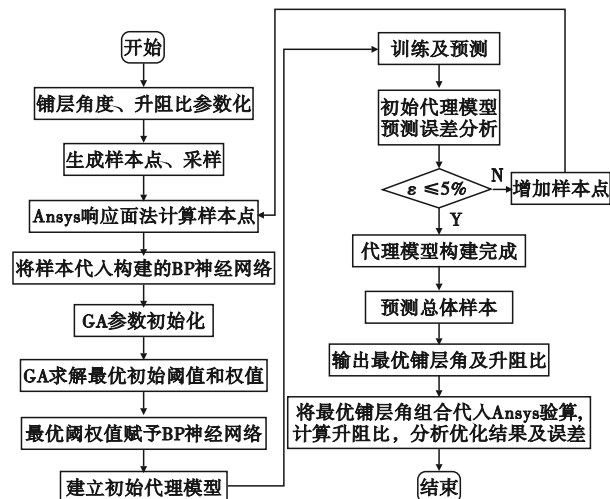 开始
铺层角度、升阻比参数化
生成样本点、采样
Ansys响应面法计算样本点
将样本代入构建的BP神经网络
GA参数初始化
GA求解最优初始阈值和权值
最优阈权值赋予BP神经网络
建立初始代理模型
训练及预测
初始代理模型
预测误差分析
ε≤5%
N
增加样本点
Y
代理模型构建完成
预测总体样本
输出最优铺层角及升阻比
将最优铺层角组合代入Ansys验算,
计算升阻比，分析优化结果及误差
结束